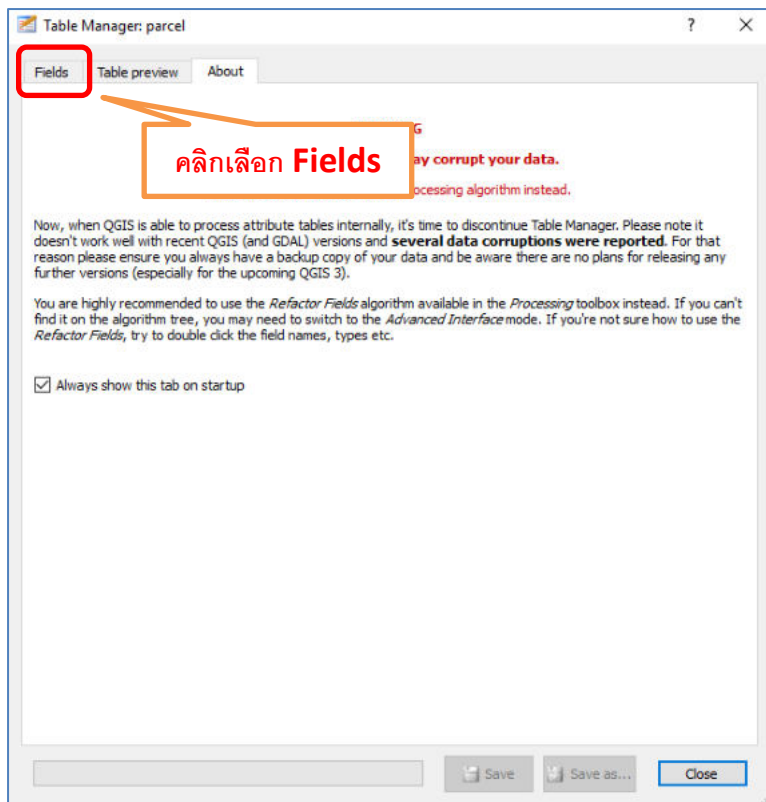 Table Manager: parcel
Fields Table preview About
G
ay corrupt your data.
คลิกเลือก Fields
ocessing algorithm instead.
Now, when QGIS is able to process attribute tables internally, it's time to discontinue Table Manager. Please note it
doesn't work well with recent QGIS (and GDAL) versions and several data corruptions were reported. For that
reason please ensure you always have a backup copy of your data and be aware there are no plans for releasing any
further versions (especially for the upcoming QGIS 3).
You are highly recommended to use the Refactor Fields algorithm available in the Processing toolbox instead. If you can't
find it on the algorithm tree, you may need to switch to the Advanced Interface mode. If you're not sure how to use the
Refactor Fields, try to double click the field names, types etc.
Always show this tab on startup
Save Save as... Close